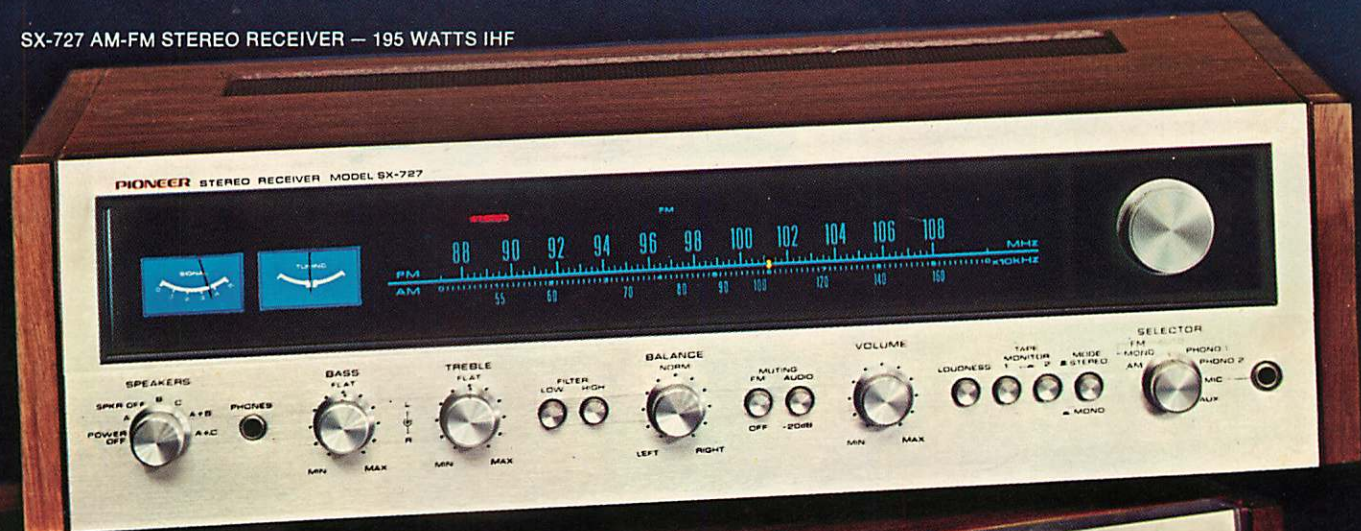 SX-727 AM-FM STEREO RECEIVER — 195 WATTS IHF
PIONEER STEREO RECEIVER MODEL SX-727
STEREO
FM
SIGNAL
TUNING
88 90 92 94 96 98 100 102 104 106 108 MHz
FM
AM
55 60 70 80 90 100 120 140 160 x10KHz
SPEAKERS
SPKR OFF A B C A+B A+C
POWER OFF
PHONES
BASS
FLAT
MIN MAX
L
R
TREBLE
FLAT
MIN MAX
FILTER
LOW HIGH
BALANCE
NORM
LEFT RIGHT
MUTING
FM AUDIO
OFF -20dB
VOLUME
MIN MAX
LOUDNESS
TAPE
MONITOR
1 2
MODE
STEREO
MONO
SELECTOR
FM
MONO
AM
PHONO 1
PHONO 2
MIC
AUX